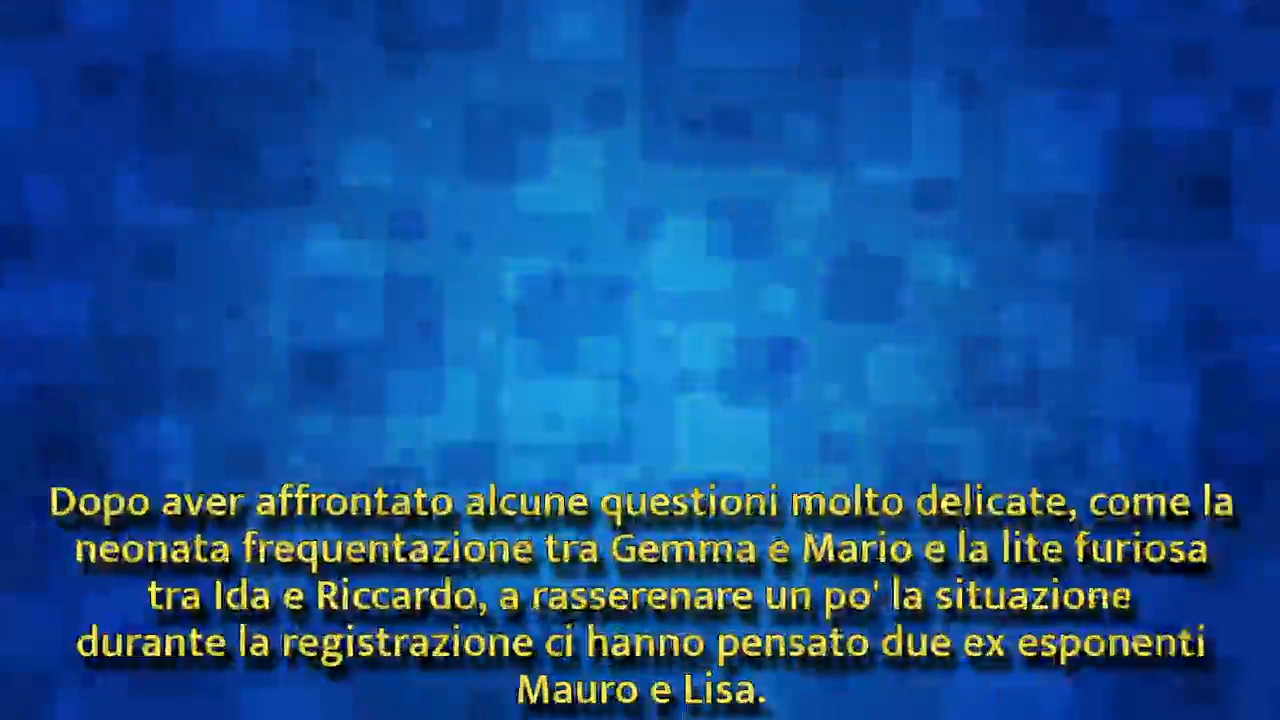 Dopo aver affrontato alcune questioni molto delicate, come la
neonata frequentazione tra Gemma e Mario e la lite furiosa
tra Ida e Riccardo, a rasserenare un po' la situazione
durante la registrazione ci hanno pensato due ex esponenti
Mauro e Lisa.